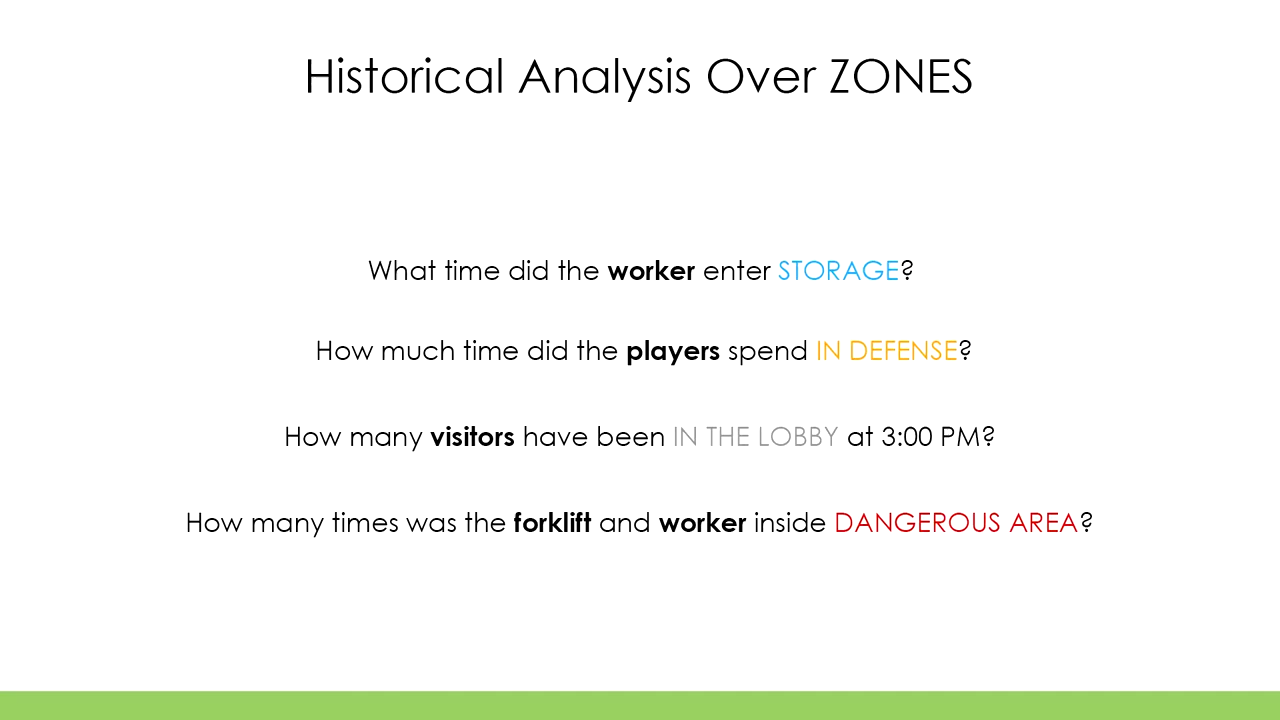 Historical Analysis Over ZONES
What time did the worker enter STORAGE?
How much time did the players spend IN DEFENSE?
How many visitors have been IN THE LOBBY at 3:00 PM?
How many times was the forklift and worker inside DANGEROUS AREA?